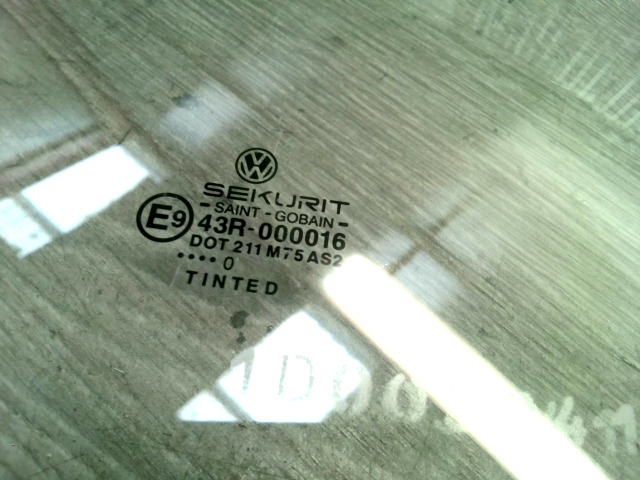 SEKURIT
- SAINT - GOBAIN -
E9 43R-000016
DOT 211 M75 AS2
•••• 0
TINTED